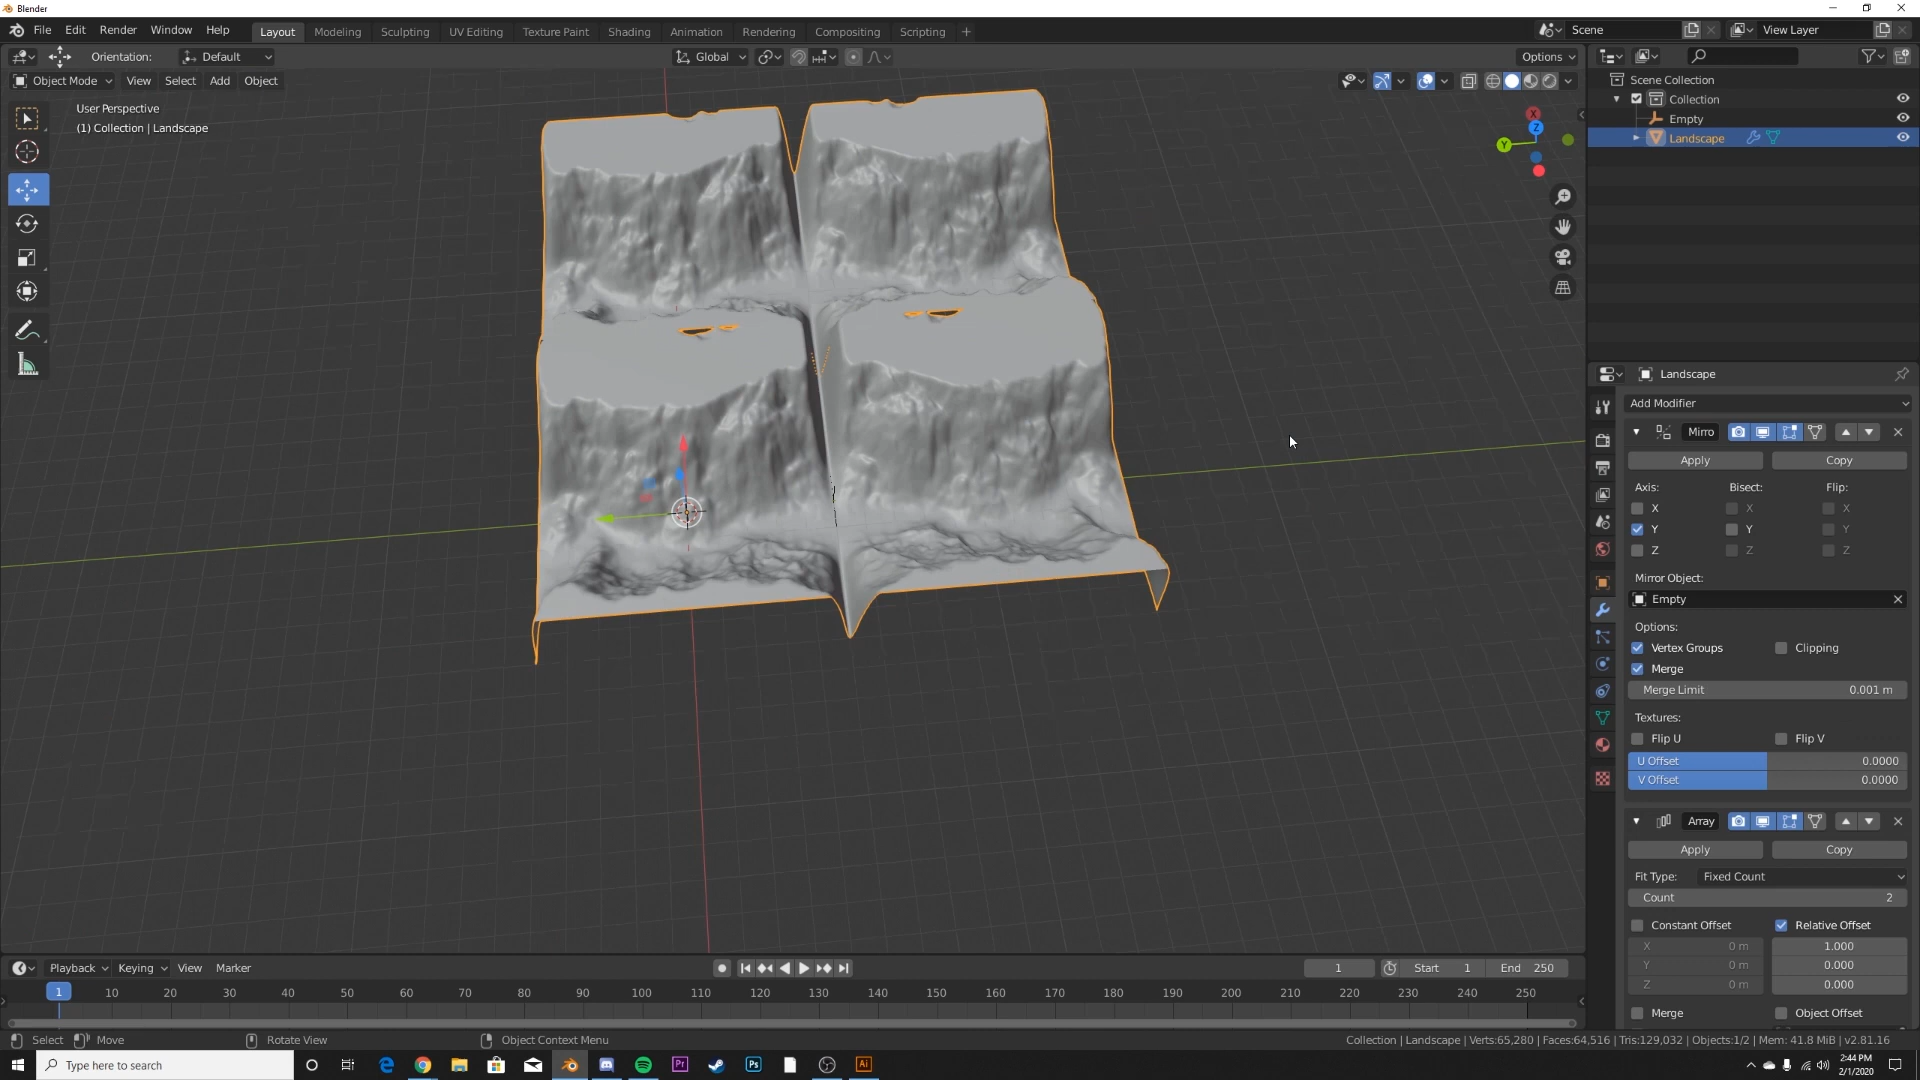 Blender
File Edit Render Window Help Layout Modeling Sculpting UV Editing Texture Paint Shading Animation Rendering Compositing Scripting + Scene View Layer
Orientation: Default Global Options
Object Mode View Select Add Object
User Perspective
(1) Collection | Landscape
X
Z
Y
Scene Collection
Collection
Empty
Landscape
Landscape
Add Modifier
Mirro
Apply Copy
Axis: Bisect: Flip:
X X X
Y Y Y
Z Z Z
Mirror Object:
Empty
Options:
Vertex Groups Clipping
Merge
Merge Limit 0.001 m
Textures:
Flip U Flip V
U Offset 0.0000
V Offset 0.0000
Array
Apply Copy
Fit Type: Fixed Count
Count 2
Constant Offset Relative Offset
X 0 m 1.000
Y 0 m 0.000
Z 0 m 0.000
Merge Object Offset
Playback Keying View Marker 1 Start 1 End 250
1 10 20 30 40 50 60 70 80 90 100 110 120 130 140 150 160 170 180 190 200 210 220 230 240 250
Select Move Rotate View Object Context Menu Collection | Landscape | Verts:65,280 | Faces:64,516 | Tris:129,032 | Objects:1/2 | Mem: 41.8 MiB | v2.81.16
Type here to search
Pr
Ps
Ai
2:44 PM
2/1/2020